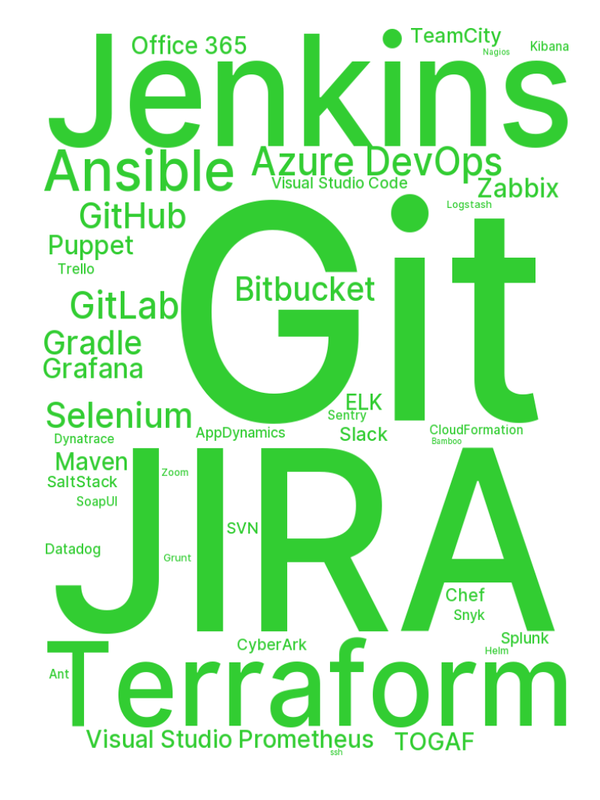 Office 365
TeamCity
Nagios
Kibana
Jenkins
Ansible
Azure DevOps
Visual Studio Code
Zabbix
Logstash
GitHub
Puppet
Trello
Git
Bitbucket
GitLab
Gradle
Grafana
ELK
Sentry
Selenium
AppDynamics
Slack
CloudFormation
Bamboo
Dynatrace
Maven
Zoom
SaltStack
SoapUI
JIRA
SVN
Datadog
Grunt
Chef
Snyk
Splunk
CyberArk
Helm
Terraform
Ant
Visual Studio
Prometheus
TOGAF
ssh